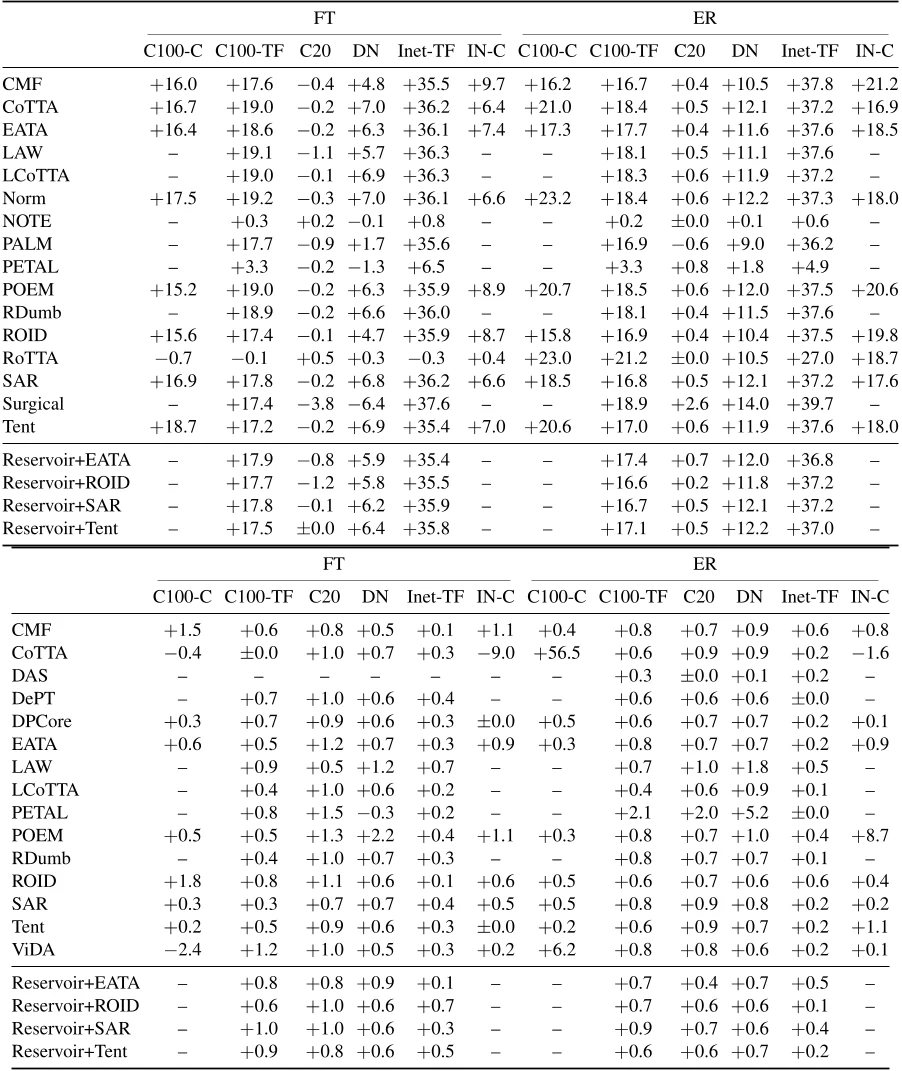 FT ER
C100-C C100-TF C20 DN Inet-TF IN-C C100-C C100-TF C20 DN Inet-TF IN-C
CMF +16.0 +17.6 −0.4 +4.8 +35.5 +9.7 +16.2 +16.7 +0.4 +10.5 +37.8 +21.2
CoTTA +16.7 +19.0 −0.2 +7.0 +36.2 +6.4 +21.0 +18.4 +0.5 +12.1 +37.2 +16.9
EATA +16.4 +18.6 −0.2 +6.3 +36.1 +7.4 +17.3 +17.7 +0.4 +11.6 +37.6 +18.5
LAW – +19.1 −1.1 +5.7 +36.3 – – +18.1 +0.5 +11.1 +37.6 –
LCoTTA – +19.0 −0.1 +6.9 +36.3 – – +18.3 +0.6 +11.9 +37.2 –
Norm +17.5 +19.2 −0.3 +7.0 +36.1 +6.6 +23.2 +18.4 +0.6 +12.2 +37.3 +18.0
NOTE – +0.3 +0.2 −0.1 +0.8 – – +0.2 ±0.0 +0.1 +0.6 –
PALM – +17.7 −0.9 +1.7 +35.6 – – +16.9 −0.6 +9.0 +36.2 –
PETAL – +3.3 −0.2 −1.3 +6.5 – – +3.3 +0.8 +1.8 +4.9 –
POEM +15.2 +19.0 −0.2 +6.3 +35.9 +8.9 +20.7 +18.5 +0.6 +12.0 +37.5 +20.6
RDumb – +18.9 −0.2 +6.6 +36.0 – – +18.1 +0.4 +11.5 +37.6 –
ROID +15.6 +17.4 −0.1 +4.7 +35.9 +8.7 +15.8 +16.9 +0.4 +10.4 +37.5 +19.8
RoTTA −0.7 −0.1 +0.5 +0.3 −0.3 +0.4 +23.0 +21.2 ±0.0 +10.5 +27.0 +18.7
SAR +16.9 +17.8 −0.2 +6.8 +36.2 +6.6 +18.5 +16.8 +0.5 +12.1 +37.2 +17.6
Surgical – +17.4 −3.8 −6.4 +37.6 – – +18.9 +2.6 +14.0 +39.7 –
Tent +18.7 +17.2 −0.2 +6.9 +35.4 +7.0 +20.6 +17.0 +0.6 +11.9 +37.6 +18.0
Reservoir+EATA – +17.9 −0.8 +5.9 +35.4 – – +17.4 +0.7 +12.0 +36.8 –
Reservoir+ROID – +17.7 −1.2 +5.8 +35.5 – – +16.6 +0.2 +11.8 +37.2 –
Reservoir+SAR – +17.8 −0.1 +6.2 +35.9 – – +16.7 +0.5 +12.1 +37.2 –
Reservoir+Tent – +17.5 ±0.0 +6.4 +35.8 – – +17.1 +0.5 +12.2 +37.0 –
FT ER
C100-C C100-TF C20 DN Inet-TF IN-C C100-C C100-TF C20 DN Inet-TF IN-C
CMF +1.5 +0.6 +0.8 +0.5 +0.1 +1.1 +0.4 +0.8 +0.7 +0.9 +0.6 +0.8
CoTTA −0.4 ±0.0 +1.0 +0.7 +0.3 −9.0 +56.5 +0.6 +0.9 +0.9 +0.2 −1.6
DAS – – – – – – – +0.3 ±0.0 +0.1 +0.2 –
DePT – +0.7 +1.0 +0.6 +0.4 – – +0.6 +0.6 +0.6 ±0.0 –
DPCore +0.3 +0.7 +0.9 +0.6 +0.3 ±0.0 +0.5 +0.6 +0.7 +0.7 +0.2 +0.1
EATA +0.6 +0.5 +1.2 +0.7 +0.3 +0.9 +0.3 +0.8 +0.7 +0.7 +0.2 +0.9
LAW – +0.9 +0.5 +1.2 +0.7 – – +0.7 +1.0 +1.8 +0.5 –
LCoTTA – +0.4 +1.0 +0.6 +0.2 – – +0.4 +0.6 +0.9 +0.1 –
PETAL – +0.8 +1.5 −0.3 +0.2 – – +2.1 +2.0 +5.2 ±0.0 –
POEM +0.5 +0.5 +1.3 +2.2 +0.4 +1.1 +0.3 +0.8 +0.7 +1.0 +0.4 +8.7
RDumb – +0.4 +1.0 +0.7 +0.3 – – +0.8 +0.7 +0.7 +0.1 –
ROID +1.8 +0.8 +1.1 +0.6 +0.1 +0.6 +0.5 +0.6 +0.7 +0.6 +0.6 +0.4
SAR +0.3 +0.3 +0.7 +0.7 +0.4 +0.5 +0.5 +0.8 +0.9 +0.8 +0.2 +0.2
Tent +0.2 +0.5 +0.9 +0.6 +0.3 ±0.0 +0.2 +0.6 +0.9 +0.7 +0.2 +1.1
ViDA −2.4 +1.2 +1.0 +0.5 +0.3 +0.2 +6.2 +0.8 +0.8 +0.6 +0.2 +0.1
Reservoir+EATA – +0.8 +0.8 +0.9 +0.1 – – +0.7 +0.4 +0.7 +0.5 –
Reservoir+ROID – +0.6 +1.0 +0.6 +0.7 – – +0.7 +0.6 +0.6 +0.1 –
Reservoir+SAR – +1.0 +1.0 +0.6 +0.3 – – +0.9 +0.7 +0.6 +0.4 –
Reservoir+Tent – +0.9 +0.8 +0.6 +0.5 – – +0.6 +0.6 +0.7 +0.2 –